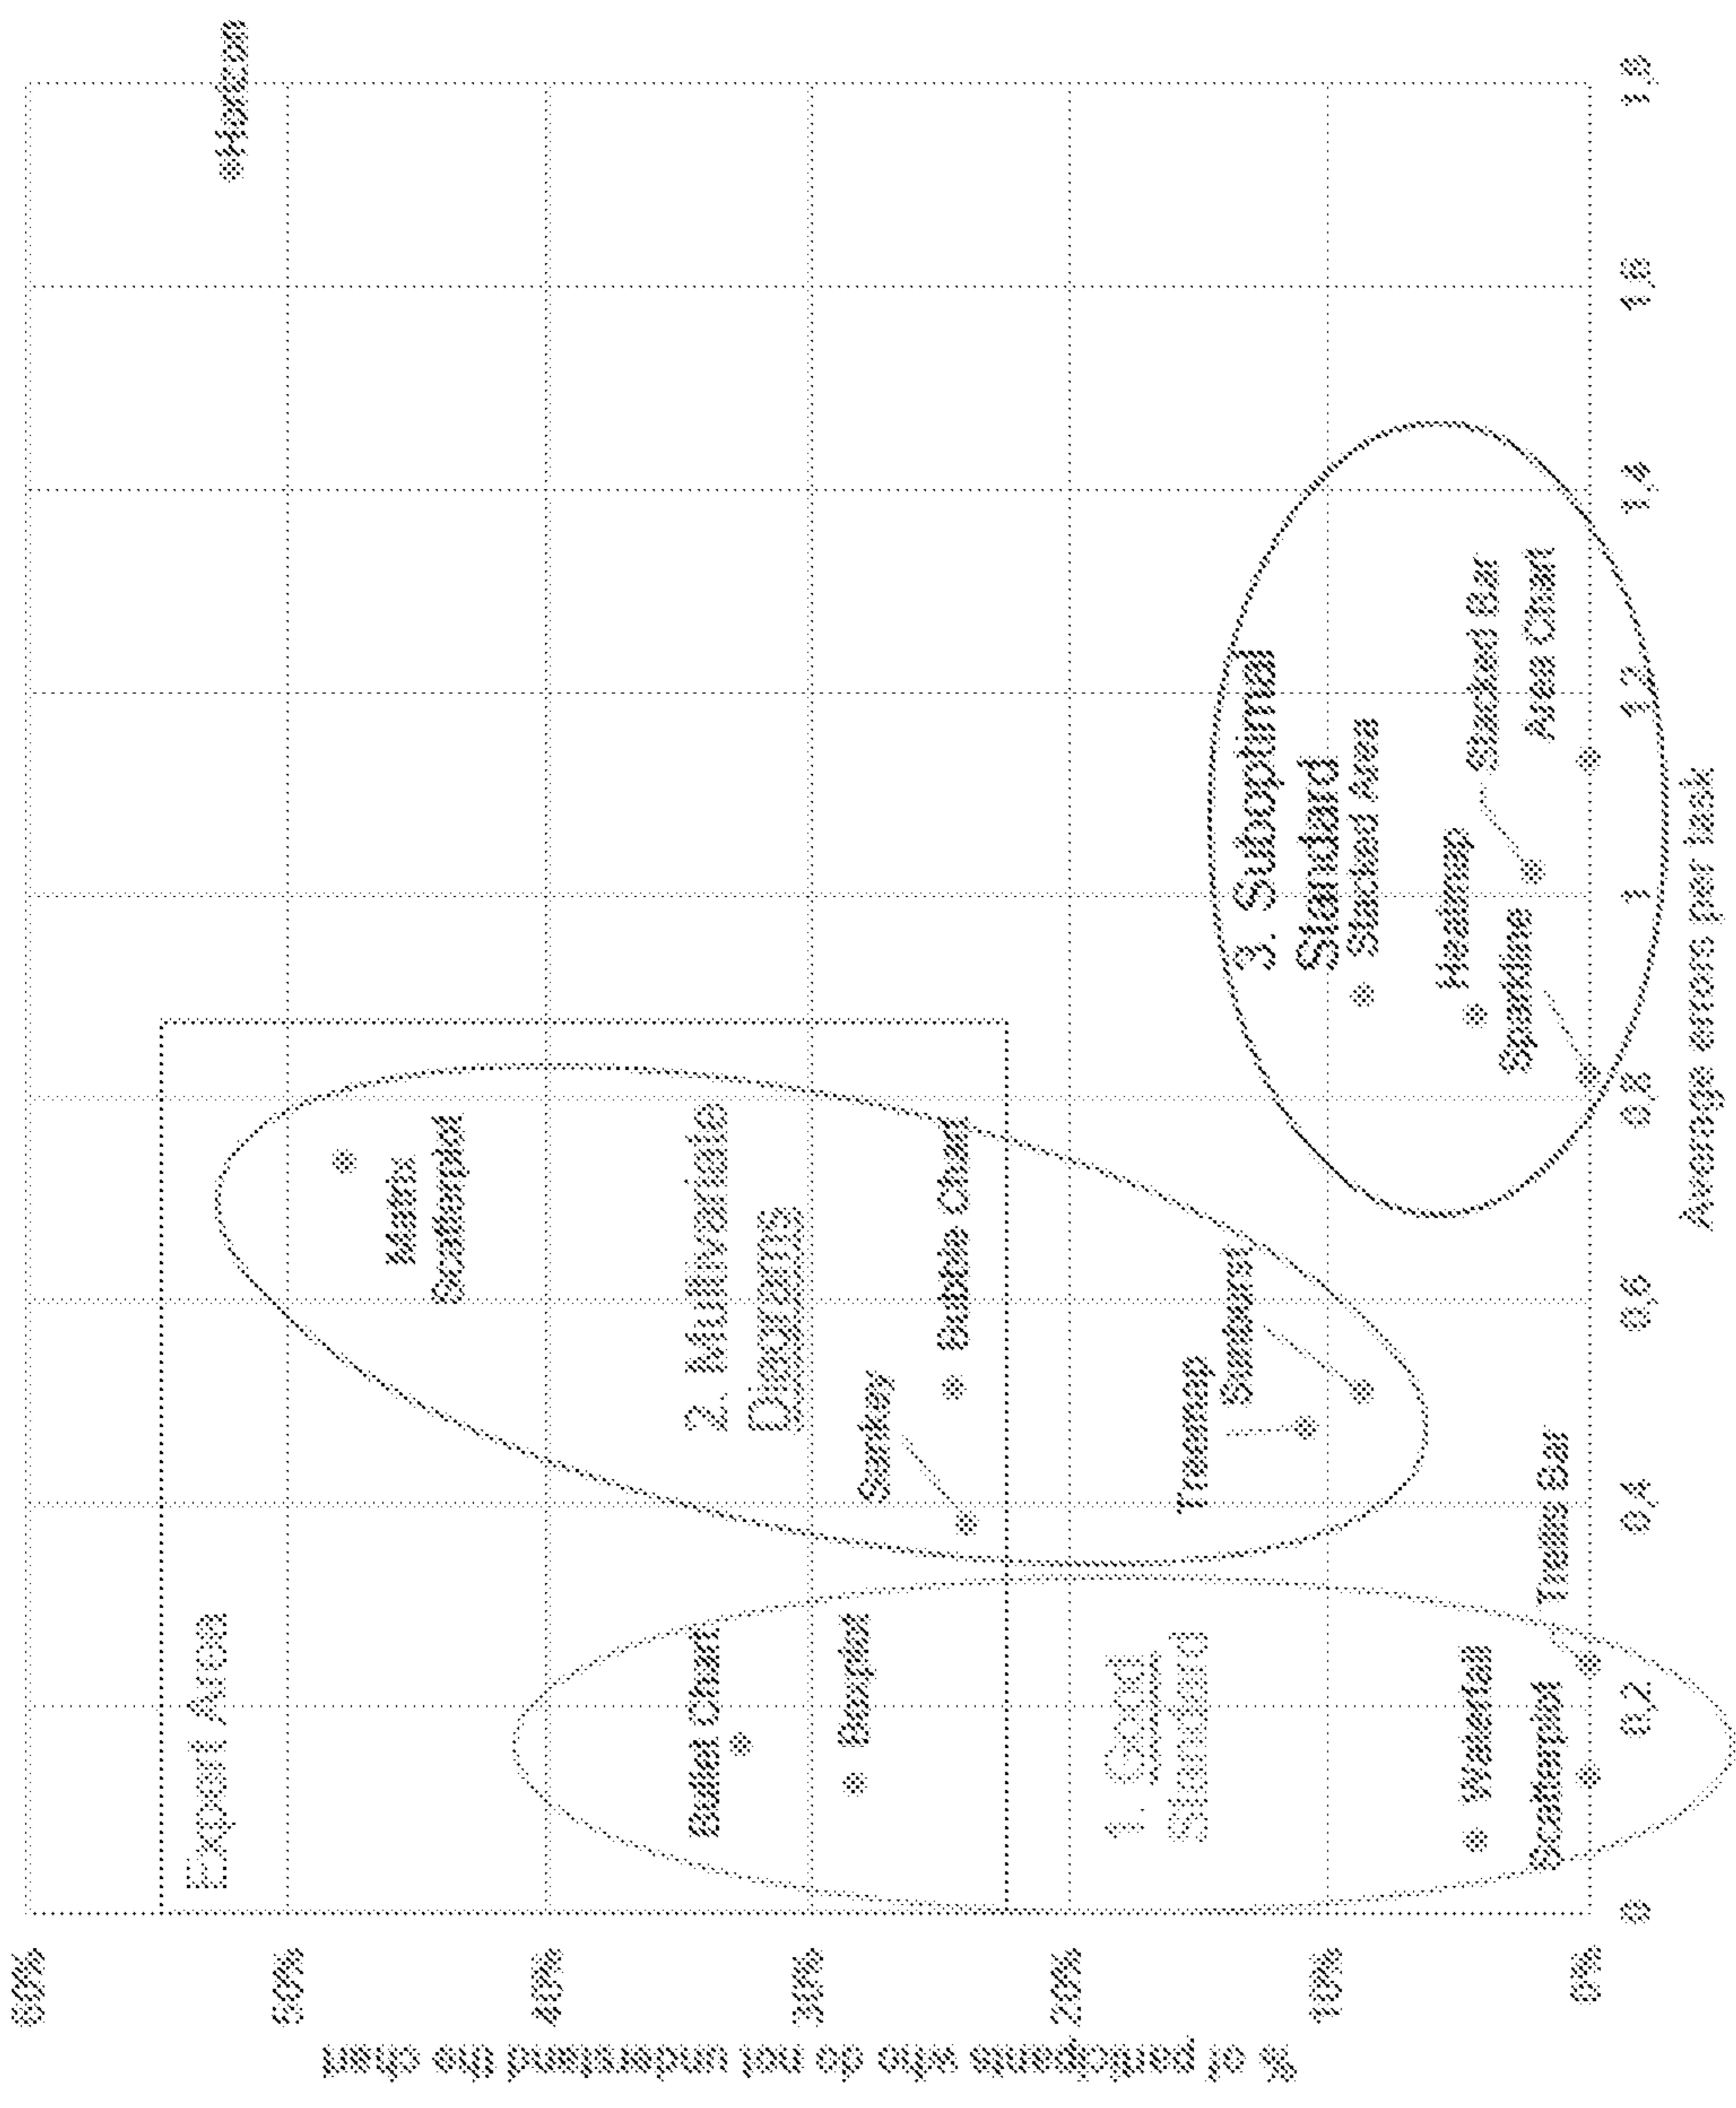 % of participants who do not understand the chart
60%
50%
40%
30%
20%
10%
0%
Expert Area
Horizon
Matrix
Scatterplot
2. Multivariate
Diagrams
Bullet Chart
Boxplot
Sankey
Bubble Chart
1. Good
Standard
Treemap
Sunburst
3. Suboptimal
Standard
Stacked Area
Waterfall
Heatmap
Stacked Bar
Scatterplot
Trellis Bar
Sparkline
Area Chart
0
0,2
0,4
0,6
0,8
1
1,2
1,4
1,6
1,8
Average errors per task